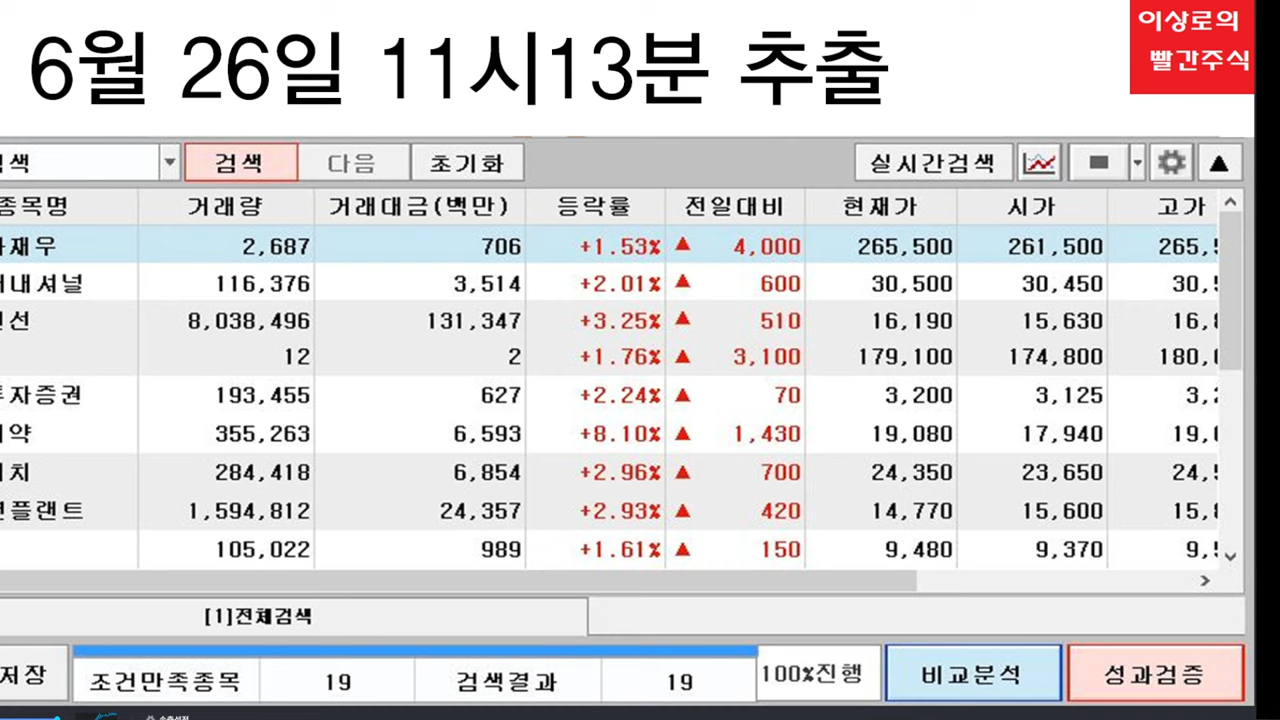 이상로의
빨간주식
6월 26일 11시13분 추출
검색 다음 초기화 실시간검색
종목명 거래량 거래대금(백만) 등락률 전일대비 현재가 시가 고가
2,687 706 +1.53% ▲ 4,000 265,500 261,500
116,376 3,514 +2.01% ▲ 600 30,500 30,450
8,038,496 131,347 +3.25% ▲ 510 16,190 15,630
12 2 +1.76% ▲ 3,100 179,100 174,800
193,455 627 +2.24% ▲ 70 3,200 3,125
355,263 6,593 +8.10% ▲ 1,430 19,080 17,940
284,418 6,854 +2.96% ▲ 700 24,350 23,650
1,594,812 24,357 +2.93% ▲ 420 14,770 15,600
105,022 989 +1.61% ▲ 150 9,480 9,370
[1]전체검색
저장 조건만족종목 19 검색결과 19 100%진행 비교분석 성과검증